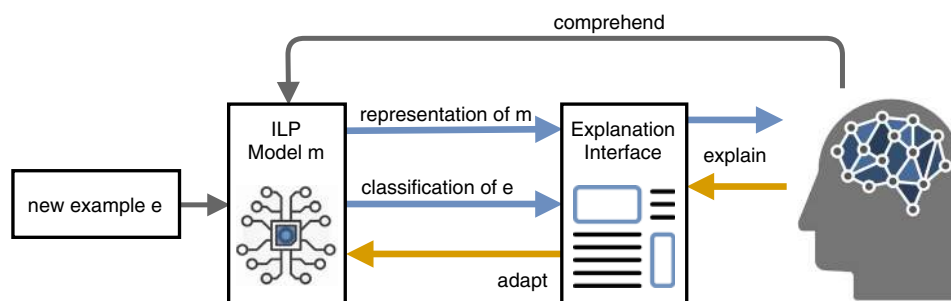 comprehend
ILP
Model m
representation of m
Explanation
Interface
explain
new example e
classification of e
adapt